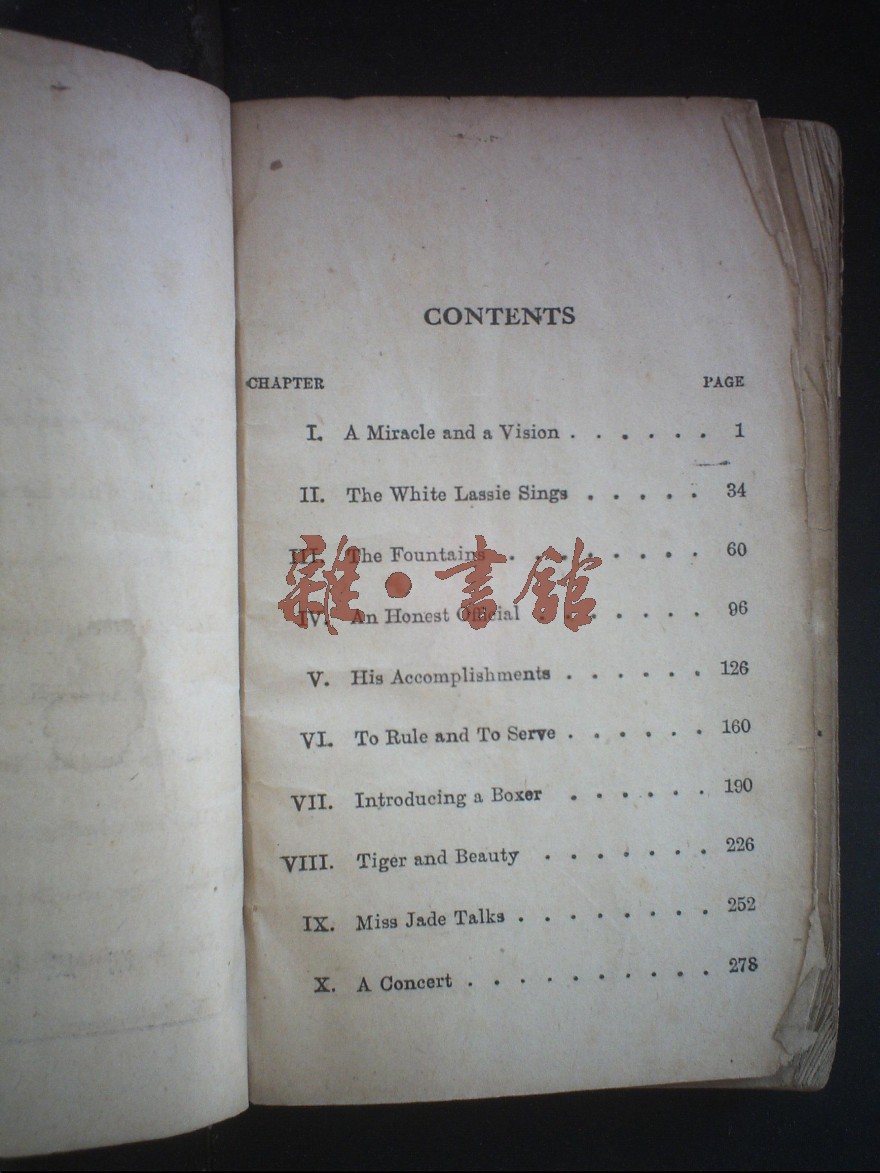 CONTENTS
CHAPTER PAGE
I. A Miracle and a Vision . . . . . . 1
II. The White Lassie Sings . . . . . 34
III. The Fountains . . . . . . . . 60
IV. An Honest Official . . . . . . . 96
V. His Accomplishments . . . . . . 126
VI. To Rule and To Serve . . . . . . 160
VII. Introducing a Boxer . . . . . . 190
VIII. Tiger and Beauty . . . . . . . 226
IX. Miss Jade Talks . . . . . . . . 252
X. A Concert . . . . . . . . . . 278
雜·書館